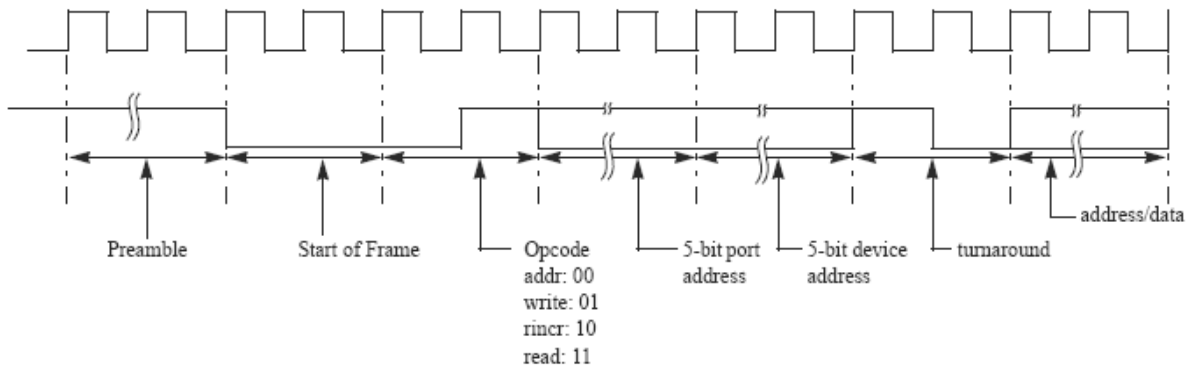 Preamble
Start of Frame
Opcode
addr: 00
write: 01
rincr: 10
read: 11
5-bit port
address
5-bit device
address
turnaround
address/data